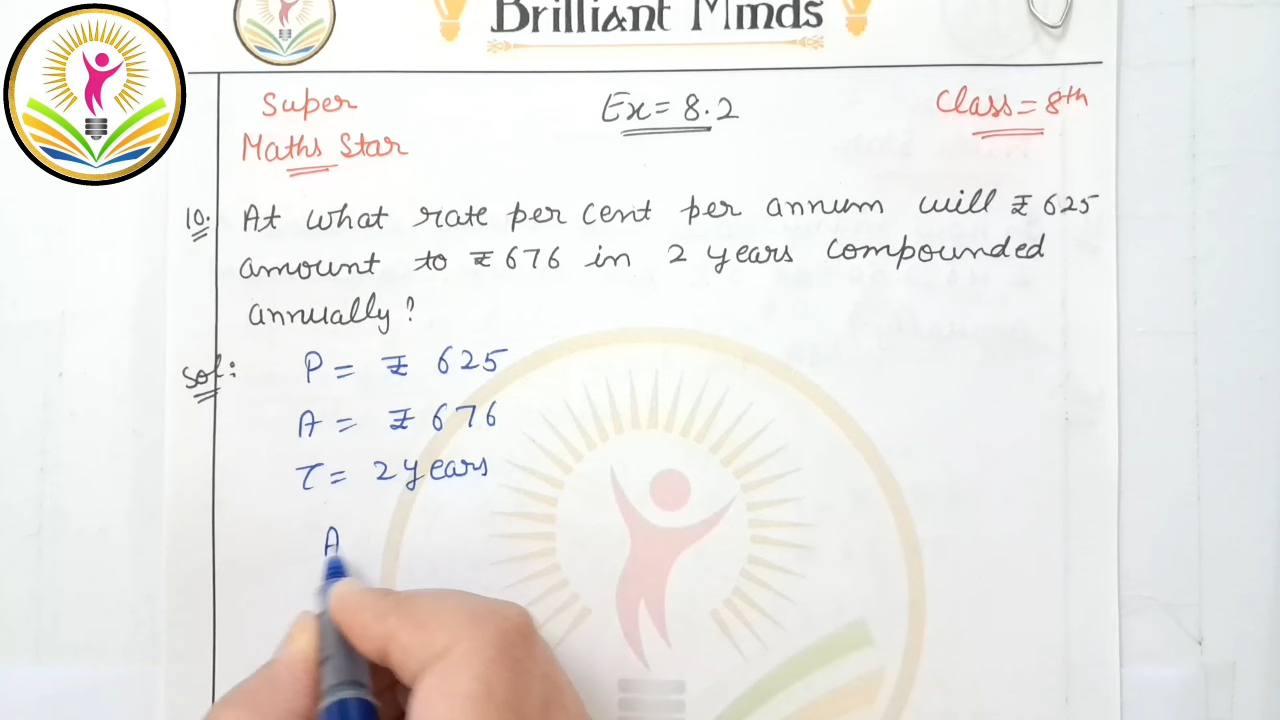 Brilliant Minds
Super Ex = 8.2 Class = 8th
Maths Star
10. At what rate per cent per annum will ₹ 625
amount to ₹ 676 in 2 years compounded
annually?
Sol: P = ₹ 625
A = ₹ 676
T = 2 years
A